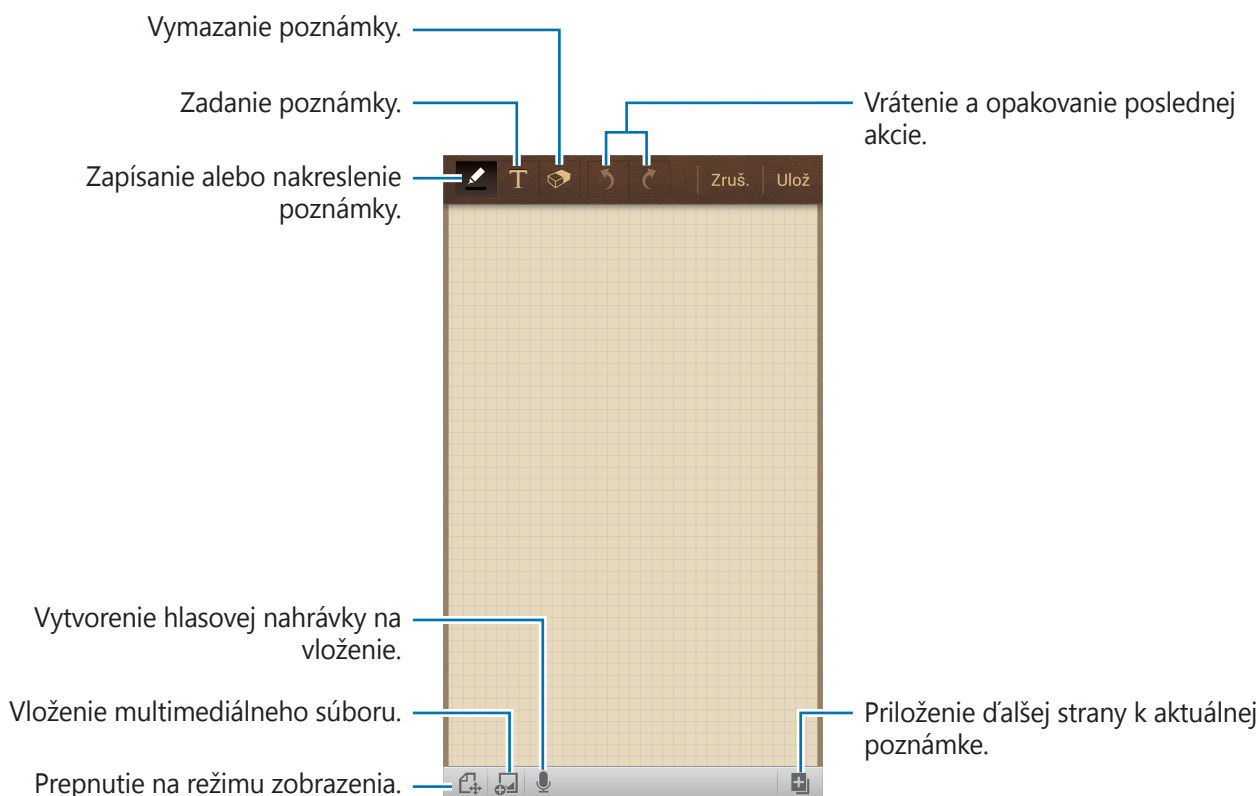 Vymazanie poznámky.
Zadanie poznámky.
Zapísanie alebo nakreslenie
poznámky.
Vrátenie a opakovanie poslednej
akcie.
T
Zruš.
Ulož
Vytvorenie hlasovej nahrávky na
vloženie.
Vloženie multimediálneho súboru.
Prepnutie na režimu zobrazenia.
Priloženie ďalšej strany k aktuálnej
poznámke.